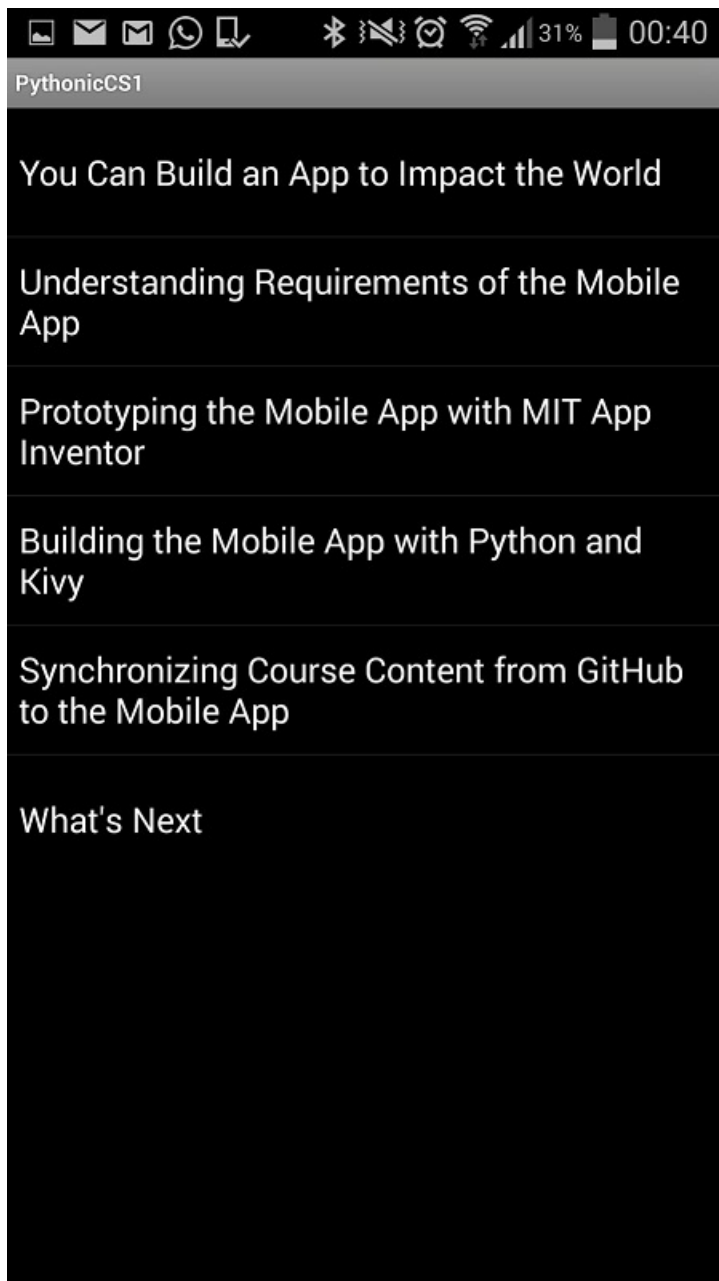 31% 00:40
PythonicCS1
You Can Build an App to Impact the World
Understanding Requirements of the Mobile
App
Prototyping the Mobile App with MIT App
Inventor
Building the Mobile App with Python and
Kivy
Synchronizing Course Content from GitHub
to the Mobile App
What's Next